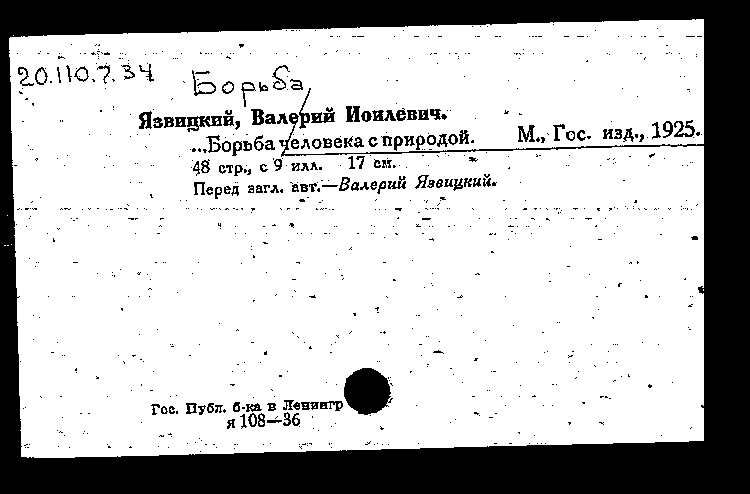 20.110.7.34
Борьба
Язвицкий, Валерий Иоилевич.
...Борьба человека с природой. М., Гос. изд., 1925.
48 стр., с 9 илл. 17 см.
Перед загл. авт.—Валерий Язвицкий.
Гос. Публ. б-ка в Ленингр
я 108—36